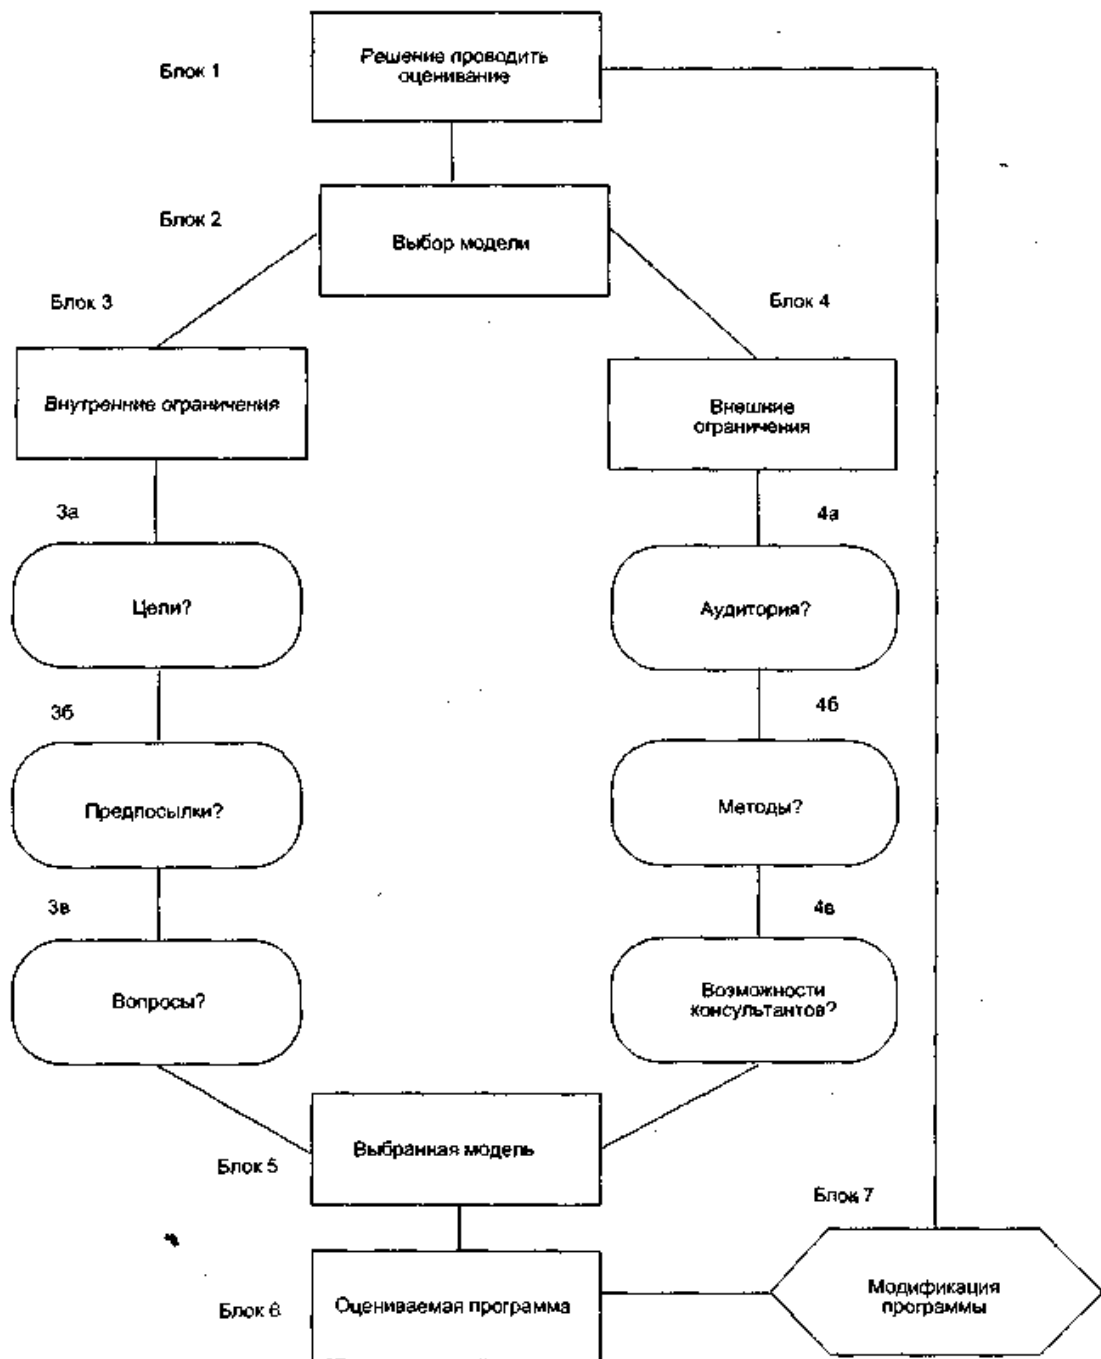 Блок 1
Решение проводить
оценивание
Блок 2
Выбор модели
Блок 3
Блок 4
Внутренние ограничения
Внешние
ограничения
3а
4а
Цели?
Аудитория?
3б
4б
Предпосылки?
Методы?
3в
4в
Вопросы?
Возможности
консультантов?
Выбранная модель
Блок 5
Блок 7
Блок 6
Оцениваемая программа
Модификация
программы